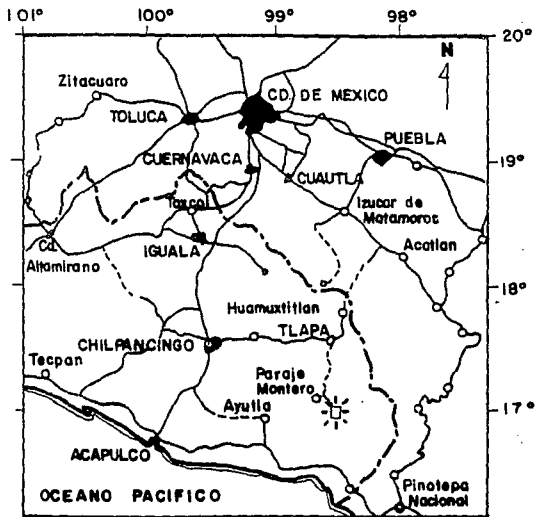 101°
100°
99°
98°
20°
N
Zitacuaro
CD. DE MEXICO
TOLUCA
PUEBLA
CUERNAVACA
19°
CUAUTLA
Taxco
Izucar de
Matamoros
Acatlan
IGUALA
Cd.
Altamirano
18°
Huamuxtitlan
TLAPA
CHILPANCINGO
Tecpan
Paraje
Montero
Ayutla
17°
ACAPULCO
Pinotepa
Nacional
OCEANO PACIFICO